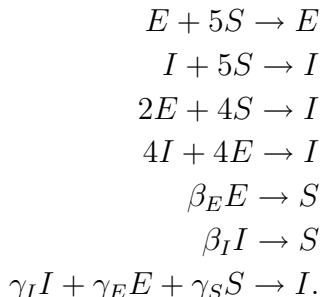 E + 5S → E
I + 5S → I
2E + 4S → I
4I + 4E → I
β_E E → S
β_I I → S
γ_I I + γ_E E + γ_S S → I.